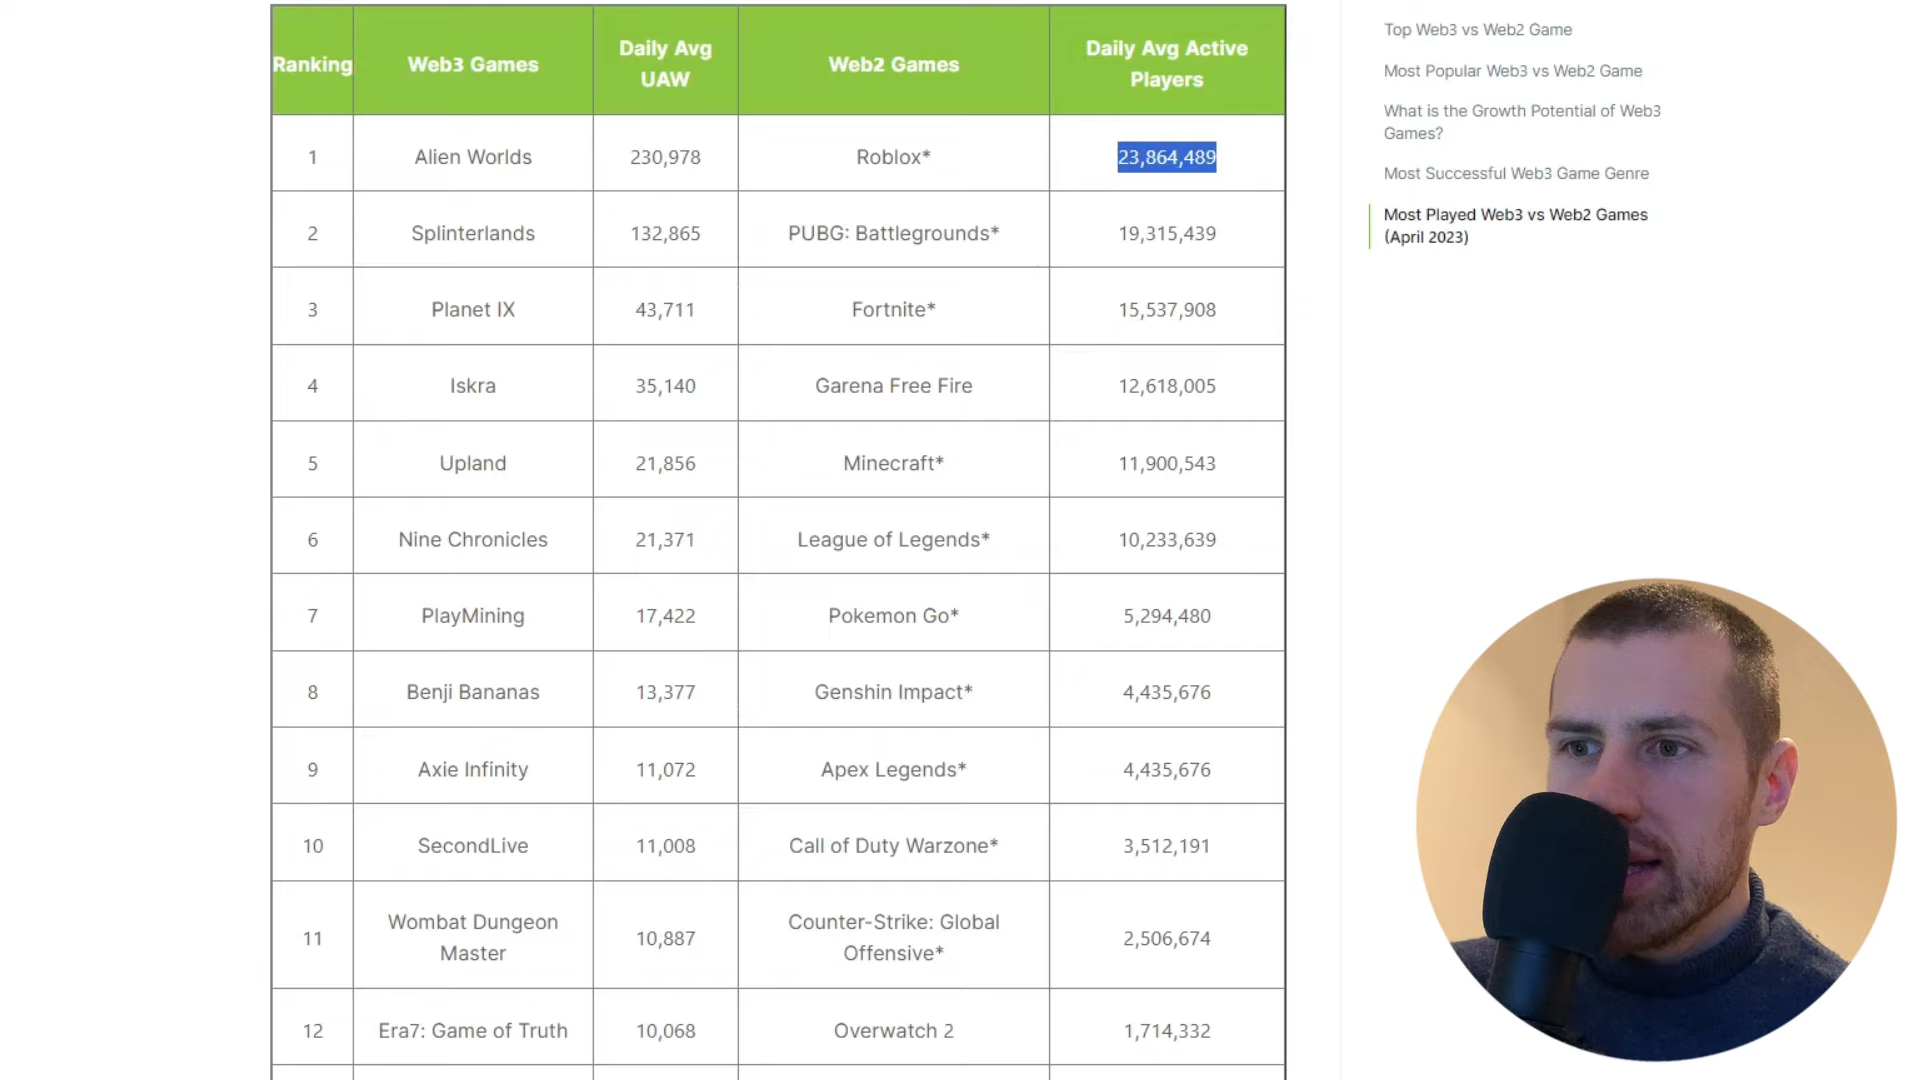 Ranking
Web3 Games
Daily Avg
UAW
Web2 Games
Daily Avg Active
Players
1
Alien Worlds
230,978
Roblox*
23,864,489
2
Splinterlands
132,865
PUBG: Battlegrounds*
19,315,439
3
Planet IX
43,711
Fortnite*
15,537,908
4
Iskra
35,140
Garena Free Fire
12,618,005
5
Upland
21,856
Minecraft*
11,900,543
6
Nine Chronicles
21,371
League of Legends*
10,233,639
7
PlayMining
17,422
Pokemon Go*
5,294,480
8
Benji Bananas
13,377
Genshin Impact*
4,435,676
9
Axie Infinity
11,072
Apex Legends*
4,435,676
10
SecondLive
11,008
Call of Duty Warzone*
3,512,191
11
Wombat Dungeon
Master
10,887
Counter-Strike: Global
Offensive*
2,506,674
12
Era7: Game of Truth
10,068
Overwatch 2
1,714,332
Top Web3 vs Web2 Game
Most Popular Web3 vs Web2 Game
What is the Growth Potential of Web3
Games?
Most Successful Web3 Game Genre
Most Played Web3 vs Web2 Games
(April 2023)